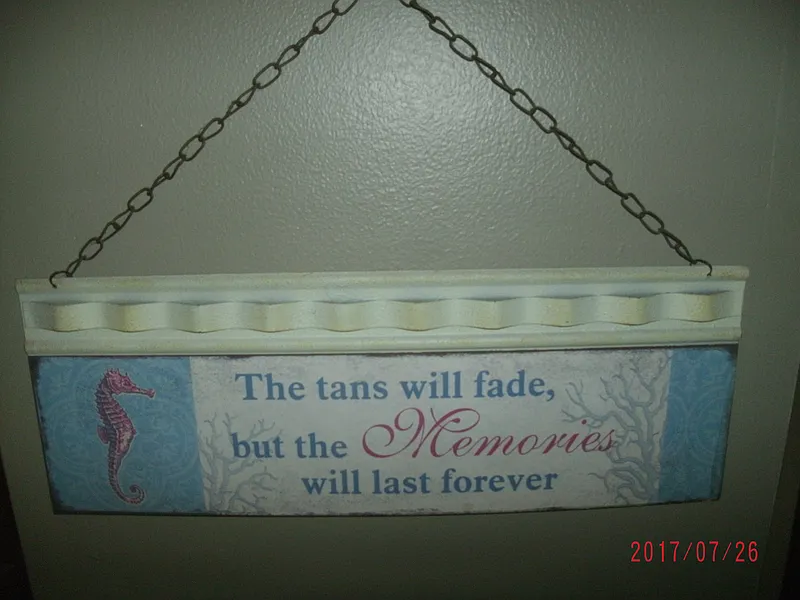 The tans will fade,
but the Memories
will last forever
2017/07/26